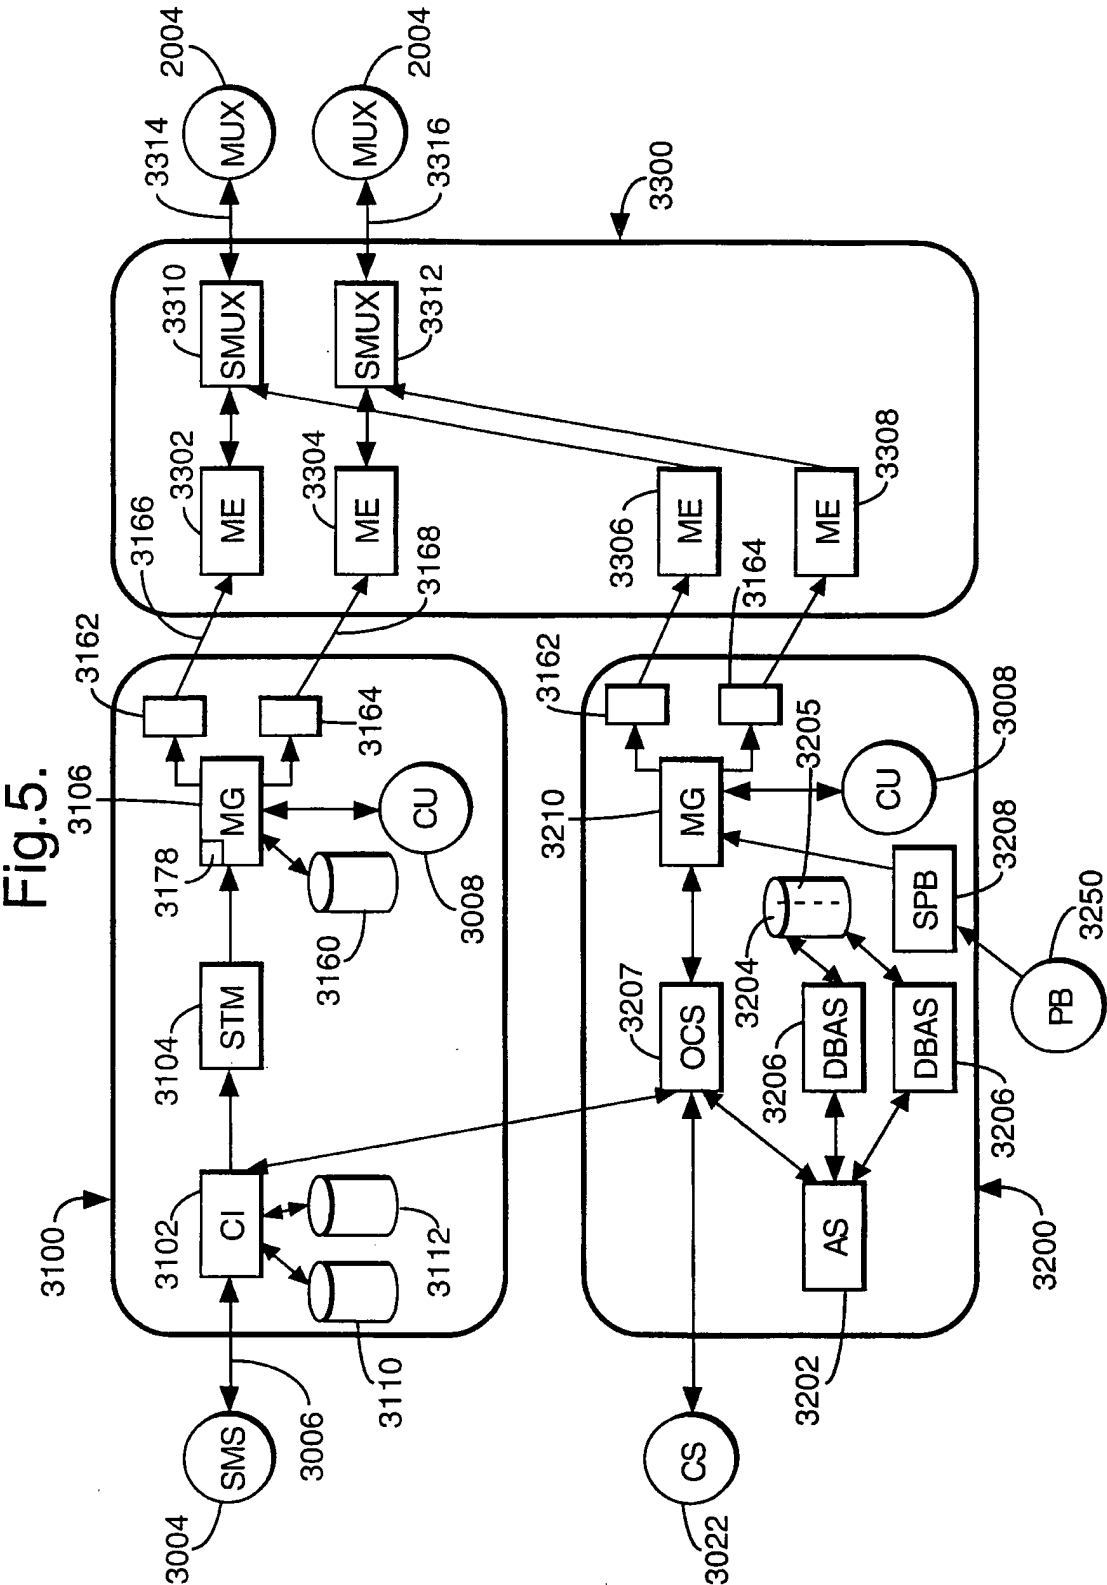 Fig.5.
3100
3004
SMS
3006
3102
CI
3110
3112
3104
STM
3106
3178
MG
3160
CU
3008
3162
3164
3166
3168
3302
ME
3304
ME
3310
SMUX
3312
SMUX
3314
MUX
2004
3316
MUX
2004
3300
3306
ME
3308
ME
3022
CS
3207
OCS
3210
MG
3162
3164
3202
AS
3206
DBAS
3206
DBAS
3204
3205
CU
3008
SPB
3208
PB
3250
3200